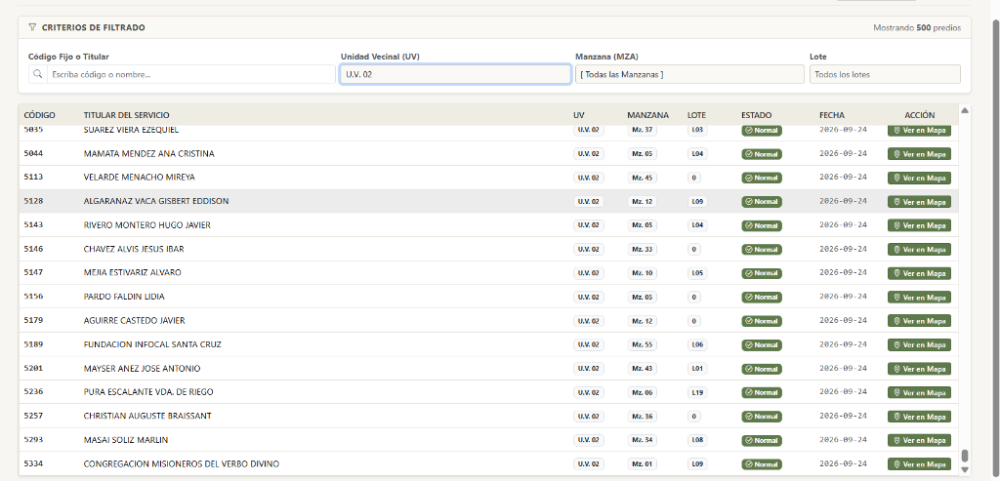 CRITERIOS DE FILTRADO Mostrando 500 predios
Código Fijo o Titular Unidad Vecinal (UV) Manzana (MZA) Lote
Escriba código o nombre... U.V. 02 [ Todas las Manzanas ] Todos los lotes
CÓDIGO TITULAR DEL SERVICIO UV MANZANA LOTE ESTADO FECHA ACCIÓN
5035 SUAREZ VIERA EZEQUIEL U.V. 02 Mz. 37 L03 Normal 2026-09-24 Ver en Mapa
5044 MAMATA MENDEZ ANA CRISTINA U.V. 02 Mz. 05 L04 Normal 2026-09-24 Ver en Mapa
5113 VELARDE MENACHO MIREYA U.V. 02 Mz. 45 0 Normal 2026-09-24 Ver en Mapa
5128 ALGARANAZ VACA GISBERT EDDISON U.V. 02 Mz. 12 L09 Normal 2026-09-24 Ver en Mapa
5143 RIVERO MONTERO HUGO JAVIER U.V. 02 Mz. 05 L04 Normal 2026-09-24 Ver en Mapa
5146 CHAVEZ ALVIS JESUS IBAR U.V. 02 Mz. 33 0 Normal 2026-09-24 Ver en Mapa
5147 MEJIA ESTIVARIZ ALVARO U.V. 02 Mz. 10 L05 Normal 2026-09-24 Ver en Mapa
5156 PARDO FALDIN LIDIA U.V. 02 Mz. 05 0 Normal 2026-09-24 Ver en Mapa
5179 AGUIRRE CASTEDO JAVIER U.V. 02 Mz. 12 0 Normal 2026-09-24 Ver en Mapa
5189 FUNDACION INFOCAL SANTA CRUZ U.V. 02 Mz. 55 L06 Normal 2026-09-24 Ver en Mapa
5201 MAYSER ANEZ JOSE ANTONIO U.V. 02 Mz. 43 L01 Normal 2026-09-24 Ver en Mapa
5236 PURA ESCALANTE VDA. DE RIEGO U.V. 02 Mz. 06 L19 Normal 2026-09-24 Ver en Mapa
5257 CHRISTIAN AUGUSTE BRAISSANT U.V. 02 Mz. 36 0 Normal 2026-09-24 Ver en Mapa
5293 MASAI SOLIZ MARLIN U.V. 02 Mz. 34 L08 Normal 2026-09-24 Ver en Mapa
5334 CONGREGACION MISIONEROS DEL VERBO DIVINO U.V. 02 Mz. 01 L09 Normal 2026-09-24 Ver en Mapa